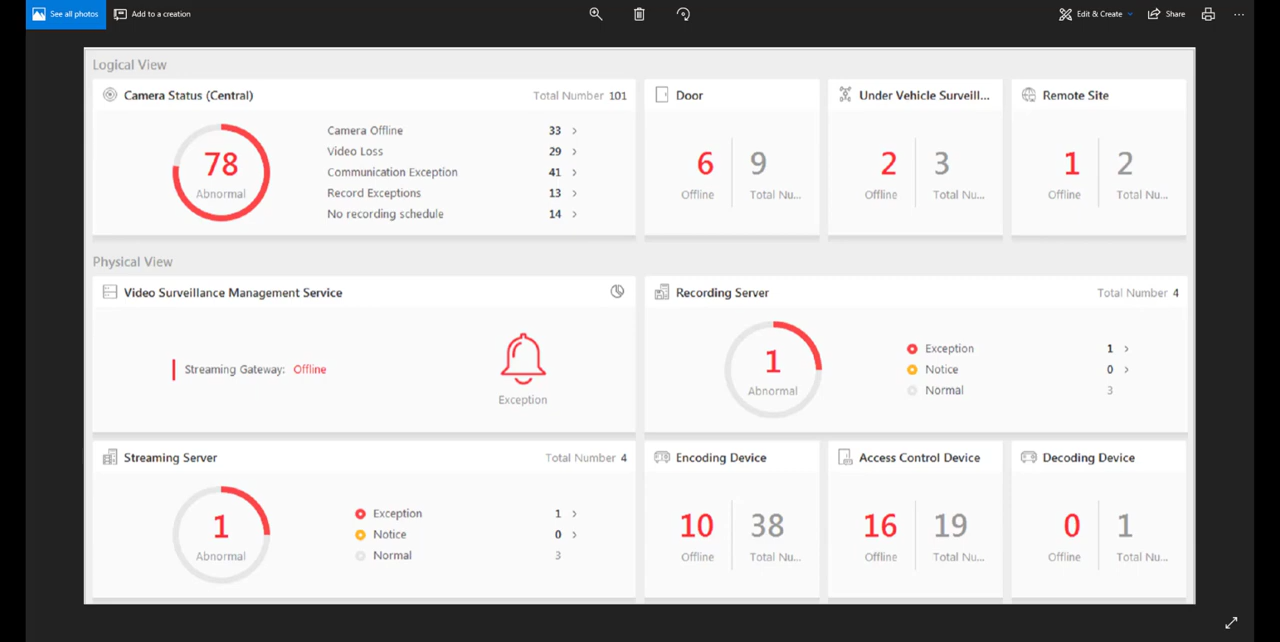 See all photos
Add to a creation
Edit & Create
Share
Logical View
Camera Status (Central)
Total Number 101
78
Abnormal
Camera Offline 33
Video Loss 29
Communication Exception 41
Record Exceptions 13
No recording schedule 14
Door
6 9
Offline Total Nu...
Under Vehicle Surveill...
2 3
Offline Total Nu...
Remote Site
1 2
Offline Total Nu...
Physical View
Video Surveillance Management Service
Streaming Gateway: Offline
Exception
Recording Server
Total Number 4
1
Abnormal
Exception 1
Notice 0
Normal 3
Streaming Server
Total Number 4
1
Abnormal
Exception 1
Notice 0
Normal 3
Encoding Device
10 38
Offline Total Nu...
Access Control Device
16 19
Offline Total Nu...
Decoding Device
0 1
Offline Total Nu...